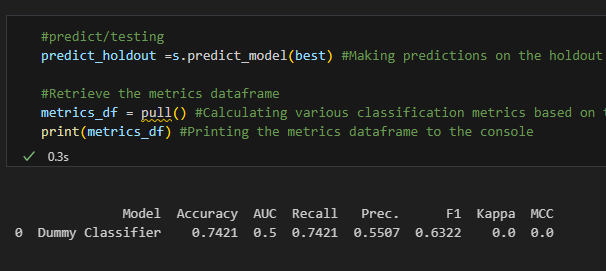 #predict/testing
predict_holdout =s.predict_model(best) #Making predictions on the holdout
#Retrieve the metrics dataframe
metrics_df = pull() #Calculating various classification metrics based on
print(metrics_df) #Printing the metrics dataframe to the console
0.3s
Model Accuracy AUC Recall Prec. F1 Kappa MCC
0 Dummy Classifier 0.7421 0.5 0.7421 0.5507 0.6322 0.0 0.0